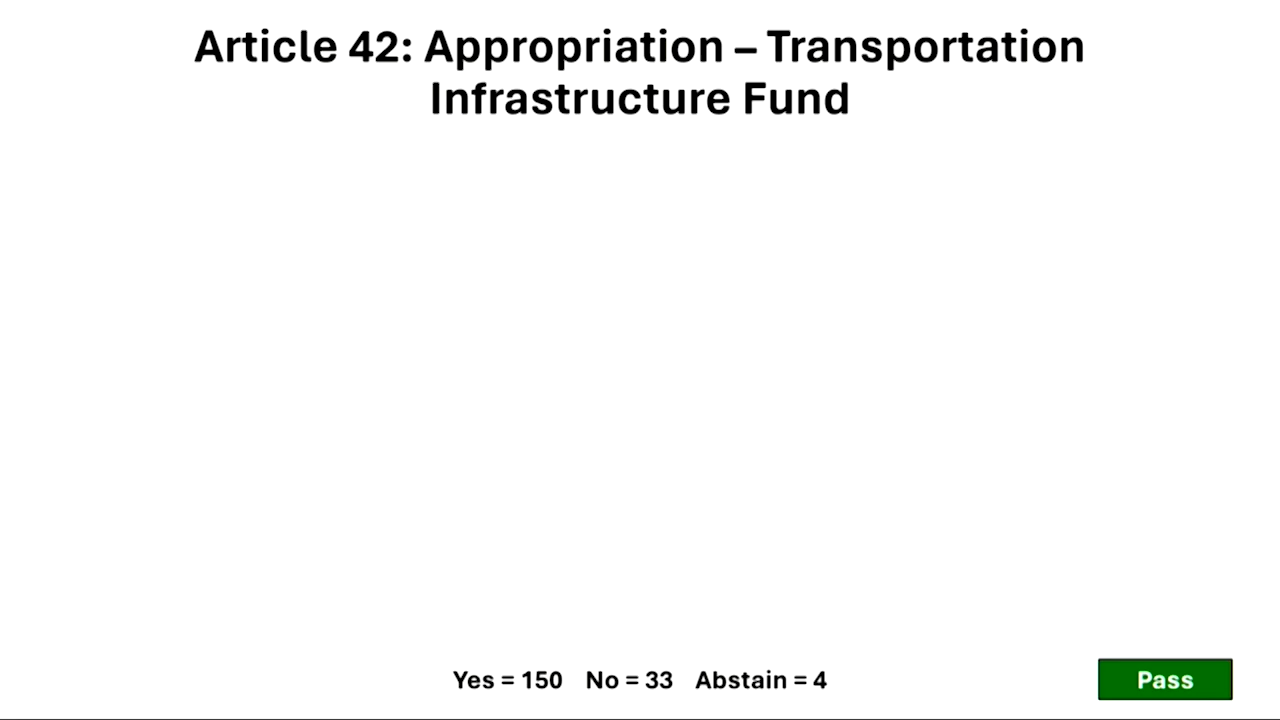 Article 42: Appropriation – Transportation
Infrastructure Fund
Yes = 150 No = 33 Abstain = 4
Pass